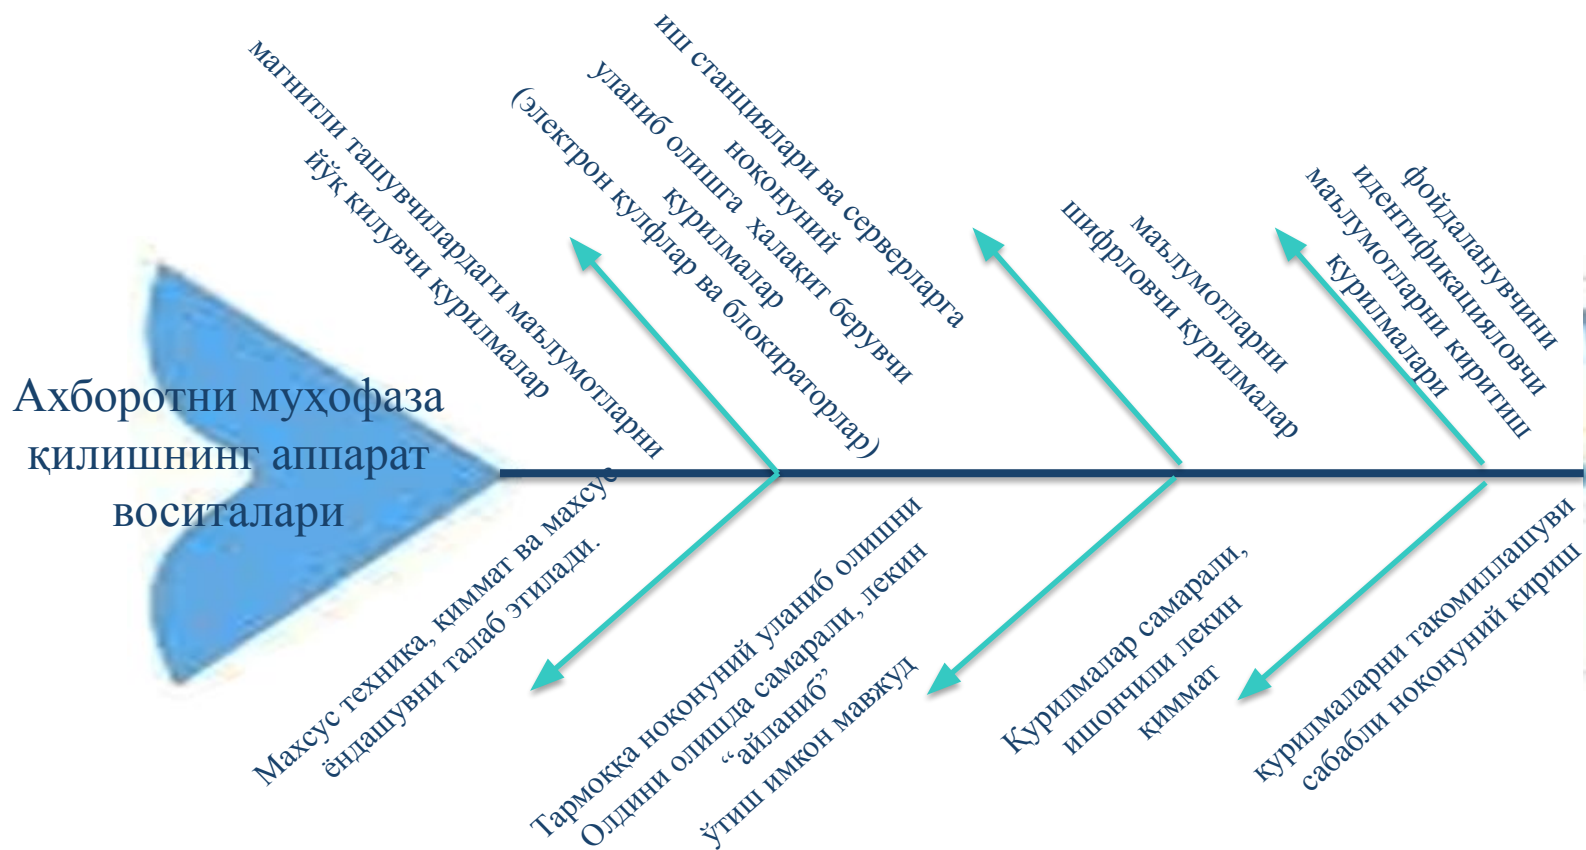 Ахборотни муҳофаза
қилишнинг аппарат
воситалари
магнитли ташувчилардаги маълумотларни
йўқ қилувчи қурилмалар
иш станциялари ва серверларга
ноқонуний
уланиб олишга халақит берувчи
қурилмалар
(электрон қулфлар ва блокираторлар)
маълумотларни
шифрловчи қурилмалар
фойдаланувчини
идентификацияловчи
маълумотларни киритиш
қурилмалари
Махсус техника, қиммат ва махсус
ёндашувни талаб этилади.
Тармоққа ноқонуний уланиб олишни
Олдини олишда самарали, лекин
“айланиб”
ўтиш имкон мавжуд
Қурилмалар самарали,
ишончили лекин
қиммат
қурилмаларни такомиллашуви
сабабли ноқонуний кириш